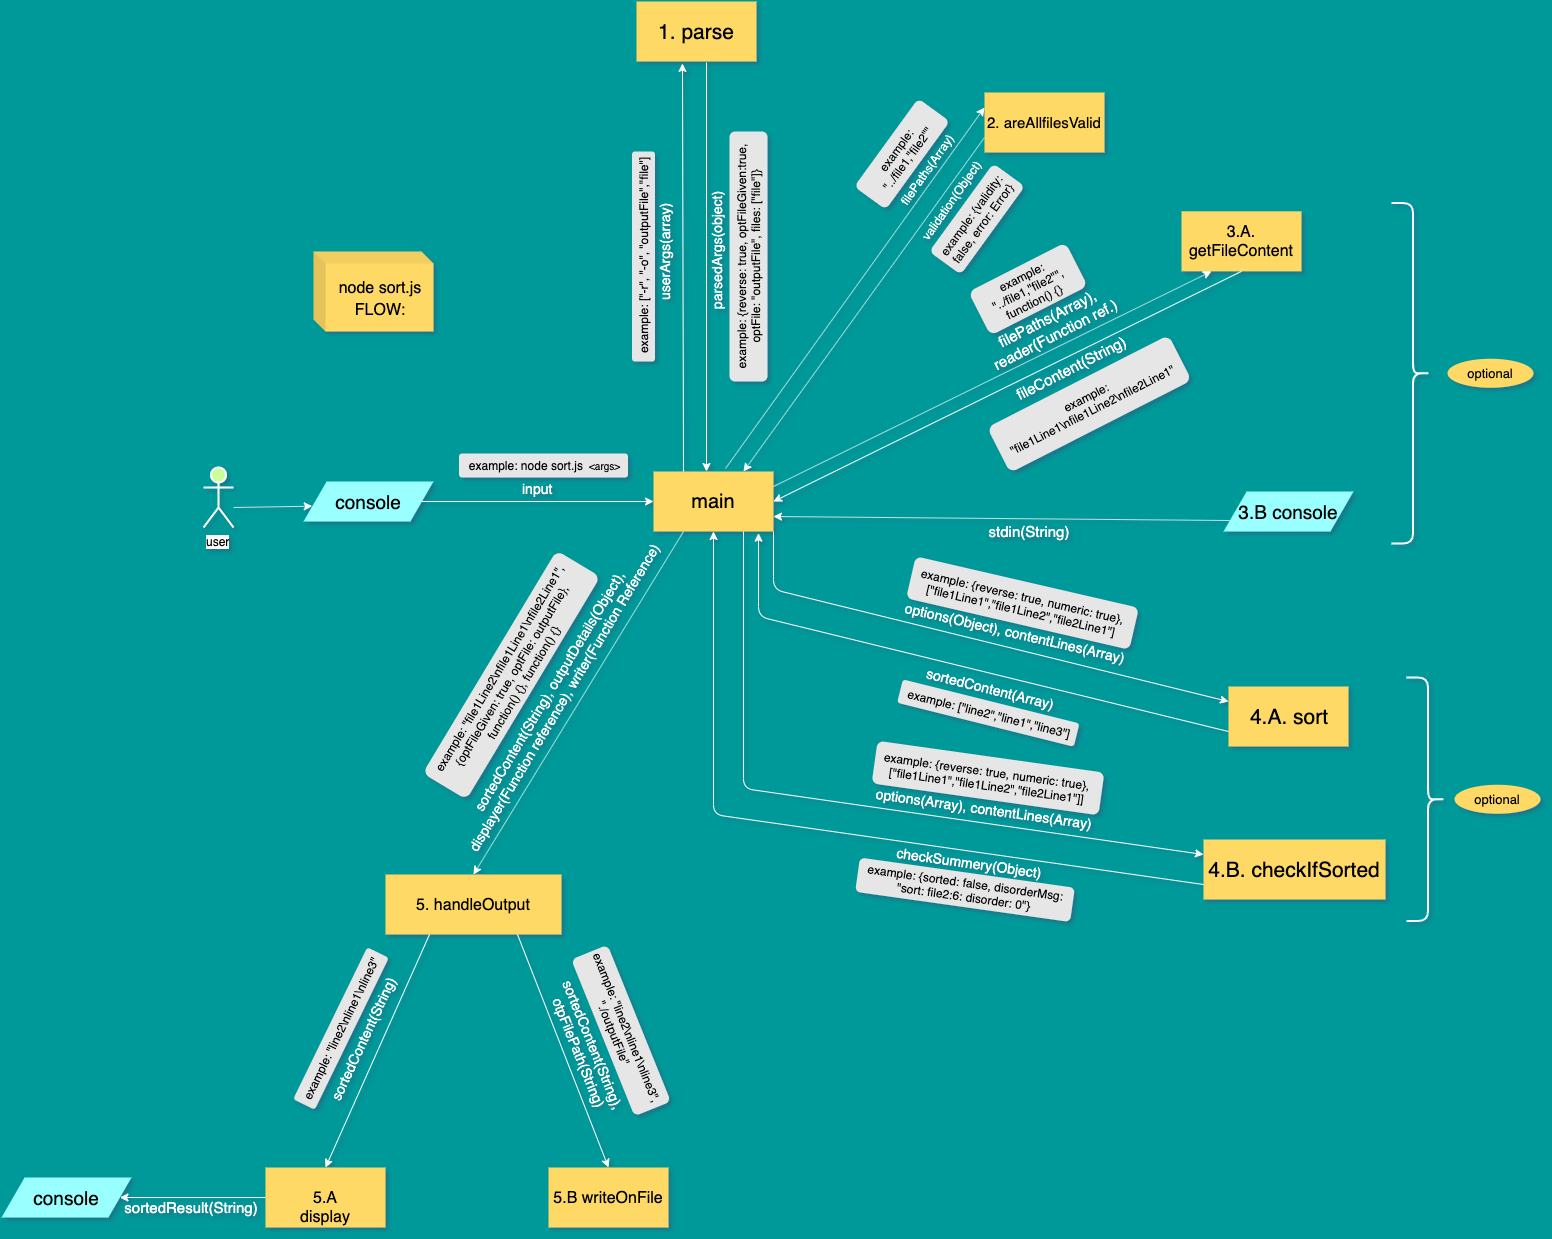 1. parse
2. areAllfilesValid
example:
"../file1,"file2""
filePaths(Array)
validation(Object)
example: {validity:
false, error: Error}
example: ["-r", "-o", "outputFile","file"]
userArgs(array)
parsedArgs(object)
example: {reverse: true, optFileGiven:true,
optFile: "outputFile", files: ["file"]}
3.A.
getFileContent
example:
"../file1,"file2"" ,
function() {}
filePaths(Array),
reader(Function ref.)
fileContent(String)
example:
"file1Line1\nfile1Line2\nfile2Line1"
optional
node sort.js
FLOW:
example: node sort.js <args>
input
user
console
main
3.B console
stdin(String)
example: {reverse: true, numeric: true},
["file1Line1","file1Line2","file2Line1"]
options(Object), contentLines(Array)
sortedContent(Array)
example: ["line2","line1","line3"]
4.A. sort
example: {reverse: true, numeric: true},
["file1Line1","file1Line2","file2Line1"]]
options(Array), contentLines(Array)
checkSummery(Object)
example: {sorted: false, disorderMsg:
"sort: file2:6: disorder: 0"}
4.B. checkIfSorted
optional
example: "file1Line2\nfile1Line1\nfile2Line1",
{optFileGiven: true, optFile: outputFile},
function() {}, function() {}
sortedContent(String), outputDetails(Object),
displayer(Function reference), writer(Function Reference)
5. handleOutput
example: "line2\nline1\nline3"
sortedContent(String)
example: "line2\nline1\nline3",
"./outputFile"
sortedContent(String),
otpFilePath(String)
5.A
display
5.B writeOnFile
console
sortedResult(String)